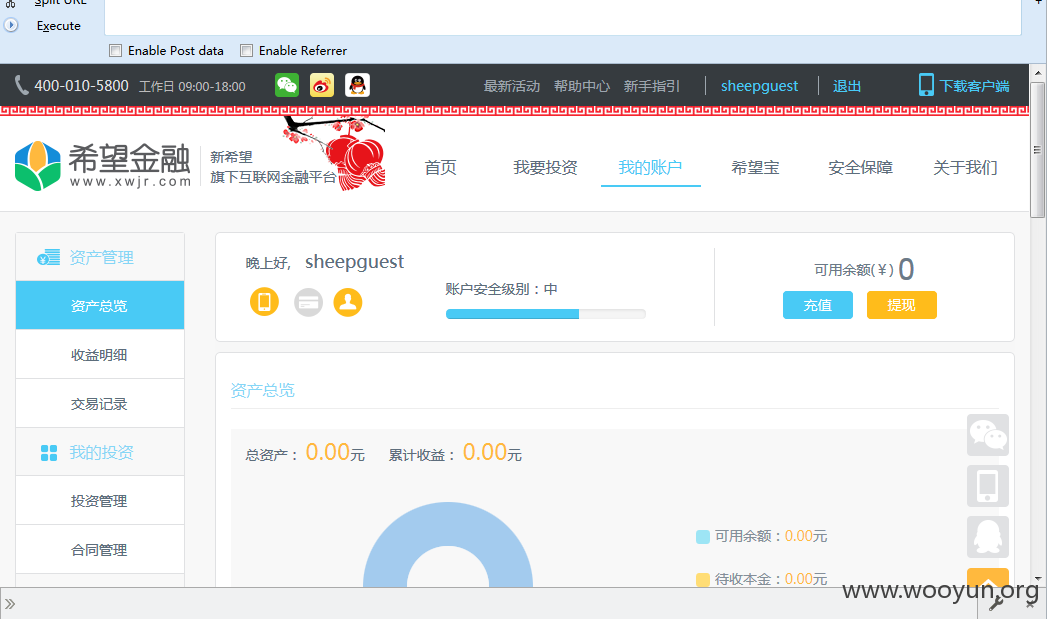 Split URL
Execute
Enable Post data
Enable Referrer
400-010-5800 工作日 09:00-18:00
最新活动 帮助中心 新手指引 sheepguest 退出 下载客户端
希望金融
www.xwjr.com
新希望
旗下互联网金融平台
首页 我要投资 我的账户 希望宝 安全保障 关于我们
资产管理
资产总览
收益明细
交易记录
我的投资
投资管理
合同管理
晚上好, sheepguest
账户安全级别：中
可用余额(¥) 0
充值 提现
资产总览
总资产： 0.00元 累计收益： 0.00元
可用余额：0.00元
待收本金：0.00元
www.wooyun.org